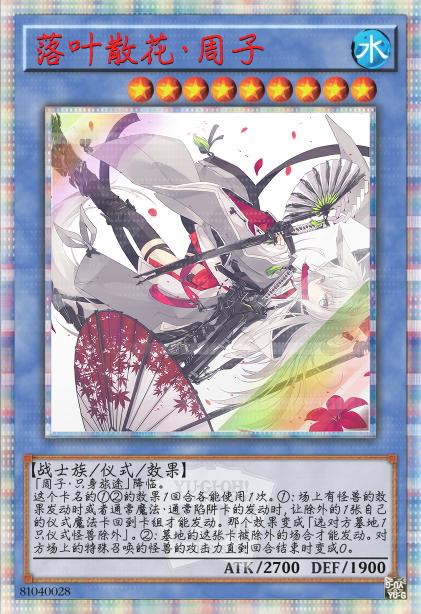 落叶散花·周子
水
【战士族/仪式/效果】
「周子·只身旅途」降临。
这个卡名的①②的效果1回合各能使用1次。①：场上有怪兽的效
果发动时或者通常魔法·通常陷阱卡的发动时，让除外的1张自己
的仪式魔法卡回到卡组才能发动。那个效果变成「选对方墓地1
只仪式怪兽除外」。②：墓地的这张卡被除外的场合才能发动。对
方场上的特殊召唤的怪兽的攻击力直到回合结束时变成0。
ATK/2700 DEF/1900
81040028